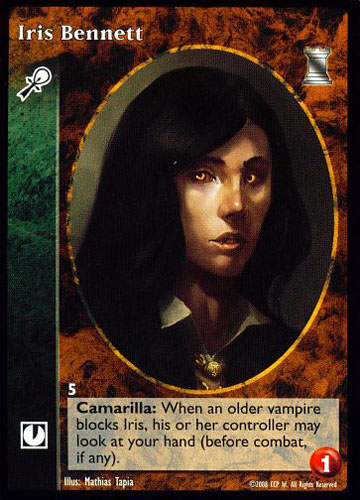 Iris Bennett
5
Camarilla: When an older vampire
blocks Iris, his or her controller may
look at your hand (before combat,
if any).
1
Illus: Mathias Tapia
©2008 CCP hf. All Rights Reserved